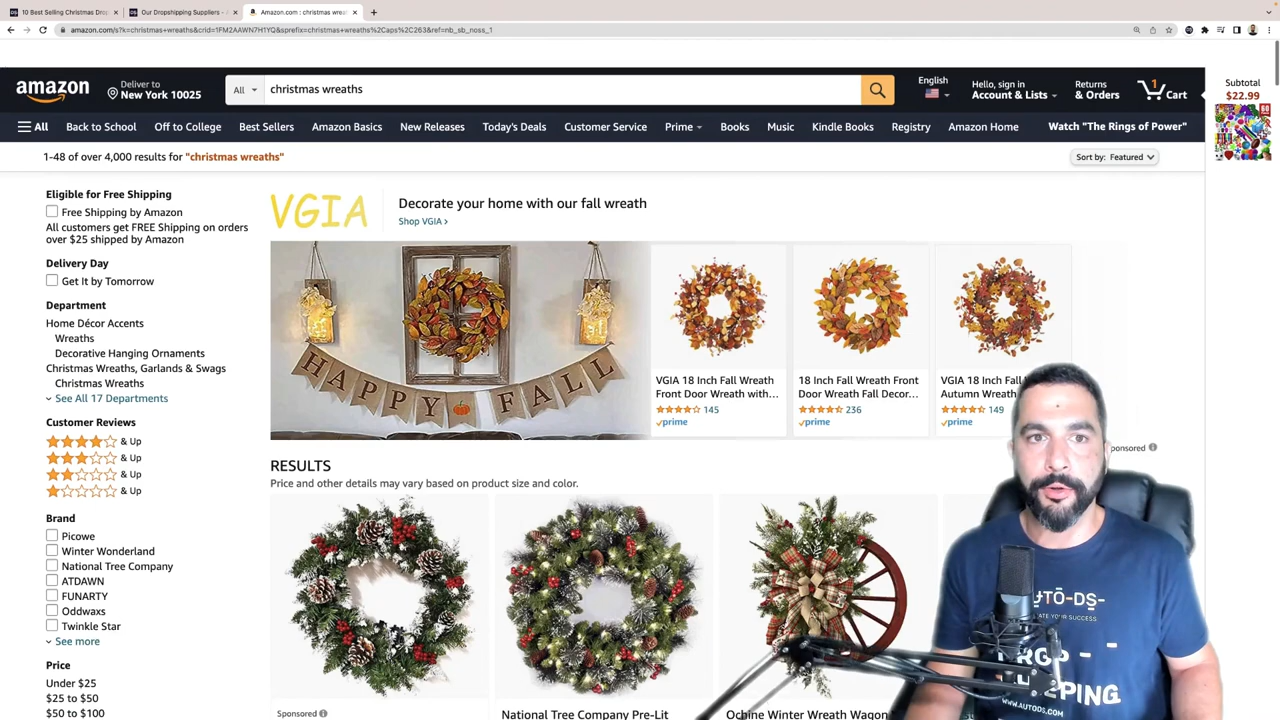 10 Best Selling Christmas Drop
Our Dropshipping Suppliers - A
Amazon.com : christmas wreat
amazon.com/s?k=christmas+wreaths&crid=1FM2AAWN7H1YQ&sprefix=christmas+wreaths%2Caps%2C263&ref=nb_sb_noss_1
amazon
Deliver to
New York 10025
All
christmas wreaths
English
Hello, sign in
Account & Lists
Returns
& Orders
1
Cart
Subtotal
$22.99
All
Back to School
Off to College
Best Sellers
Amazon Basics
New Releases
Today's Deals
Customer Service
Prime
Books
Music
Kindle Books
Registry
Amazon Home
Watch "The Rings of Power"
1-48 of over 4,000 results for "christmas wreaths"
Sort by: Featured
Eligible for Free Shipping
Free Shipping by Amazon
All customers get FREE Shipping on orders
over $25 shipped by Amazon
Delivery Day
Get It by Tomorrow
Department
Home Décor Accents
Wreaths
Decorative Hanging Ornaments
Christmas Wreaths, Garlands & Swags
Christmas Wreaths
See All 17 Departments
Customer Reviews
& Up
& Up
& Up
& Up
Brand
Picowe
Winter Wonderland
National Tree Company
ATDAWN
FUNARTY
Oddwaxs
Twinkle Star
See more
Price
Under $25
$25 to $50
$50 to $100
VGIA
Decorate your home with our fall wreath
Shop VGIA
HAPPY FALL
VGIA 18 Inch Fall Wreath
Front Door Wreath with...
145
prime
18 Inch Fall Wreath Front
Door Wreath Fall Decor...
236
prime
VGIA 18 Inch Fall
Autumn Wreath
149
prime
ponsored
RESULTS
Price and other details may vary based on product size and color.
Sponsored
National Tree Company Pre-Lit
Ochine Winter Wreath Wagon
AUTO-DS-
DROP -
WWW.AUTODS.COM